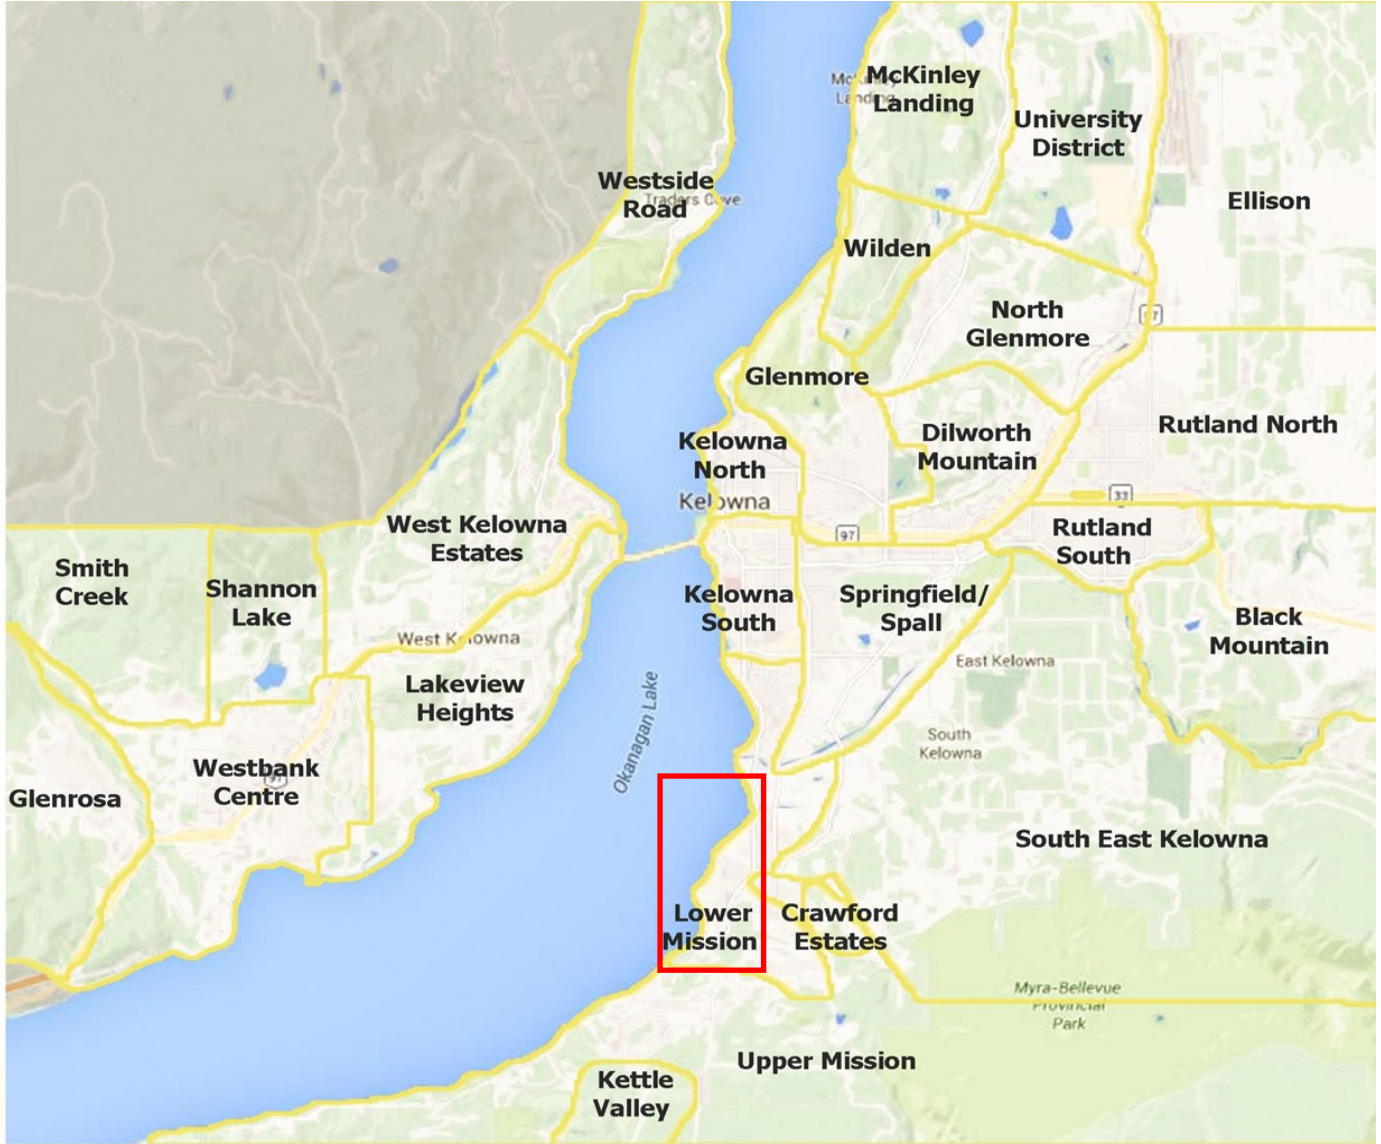 McKinley
Landing
McKinley
Landing
University
District
Westside
Road
Traders Cove
Ellison
Wilden
North
Glenmore
97
Glenmore
Rutland North
Dilworth
Mountain
Kelowna
North
Kelowna
33
West Kelowna
Estates
97
Rutland
South
Smith
Creek
Shannon
Lake
Kelowna
South
Springfield/
Spall
Black
Mountain
West Kelowna
East Kelowna
Lakeview
Heights
Okanagan Lake
South
Kelowna
Westbank
Centre
97
Glenrosa
South East Kelowna
Lower
Mission
Crawford
Estates
Myra-Bellevue
Provincial
Park
Upper Mission
Kettle
Valley